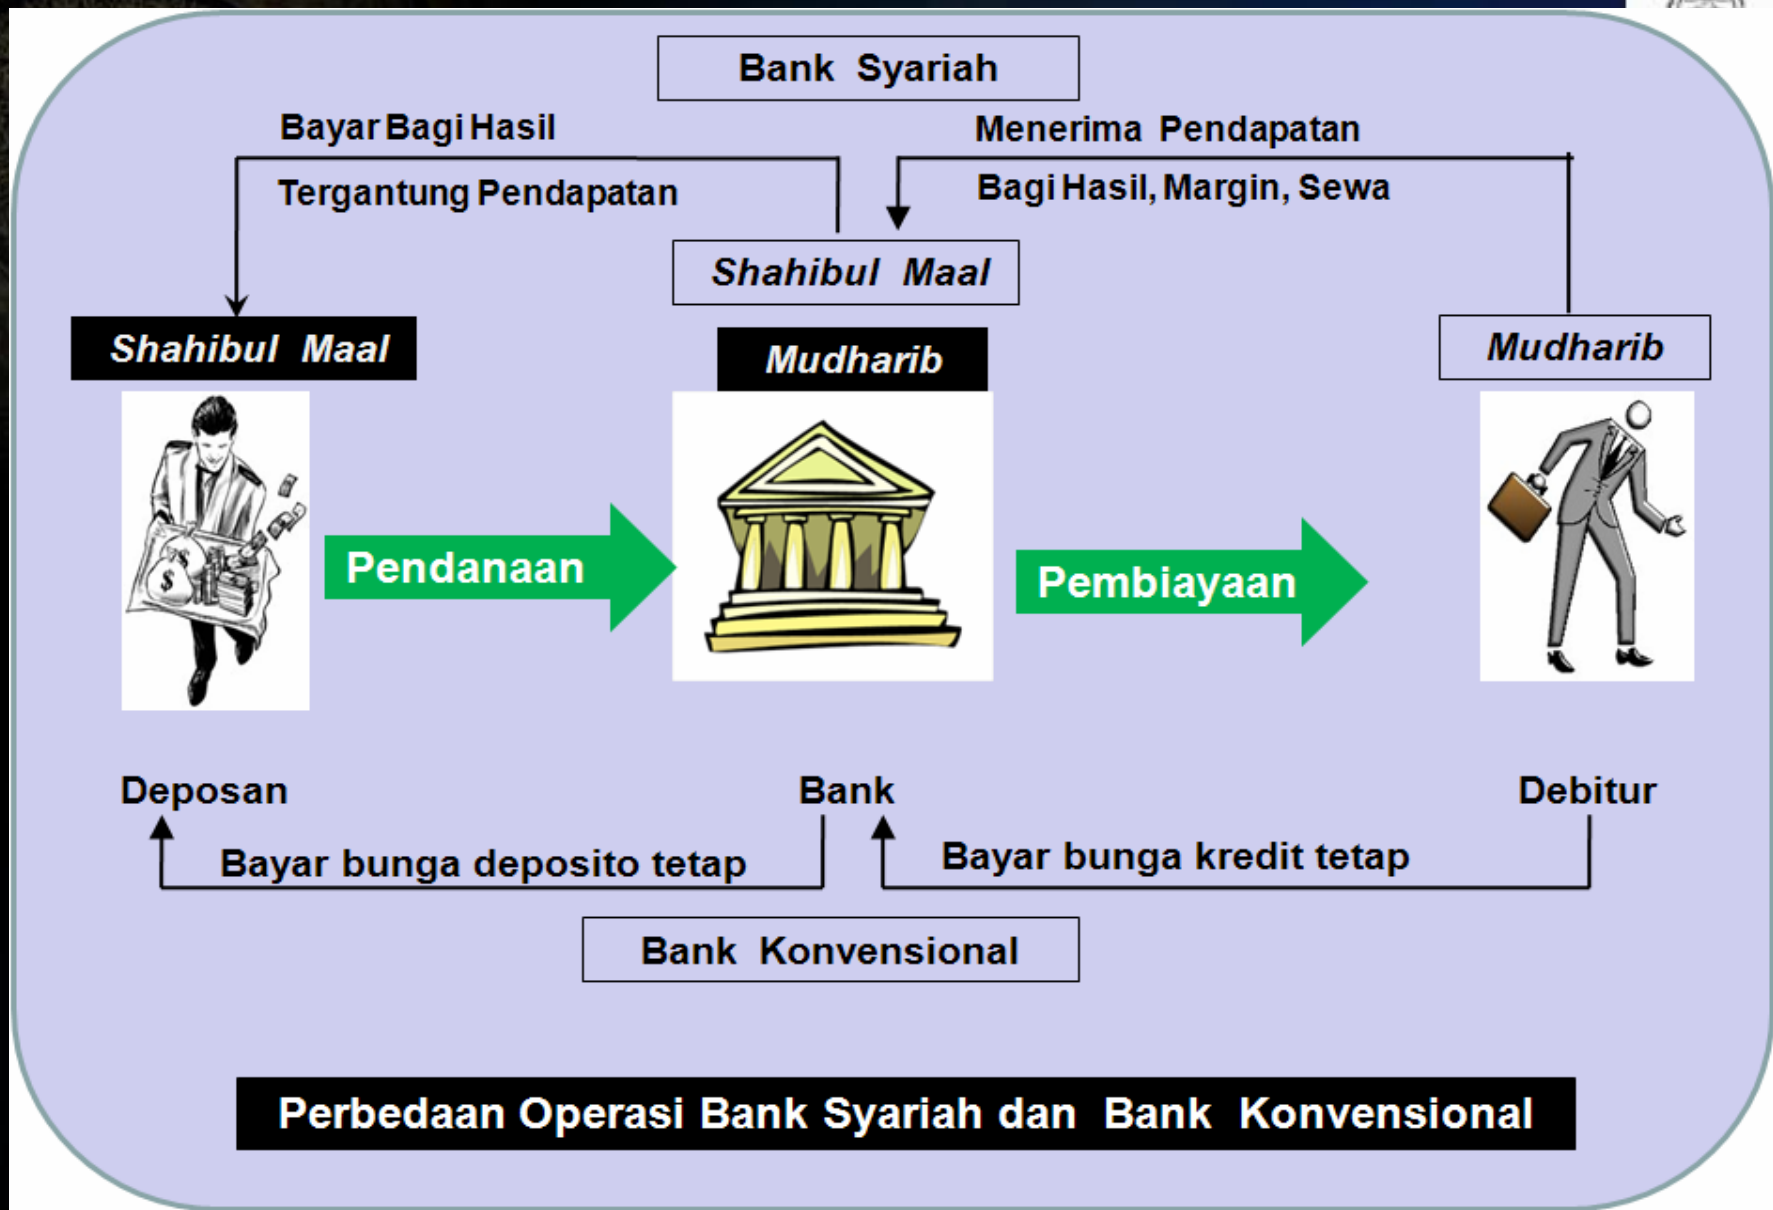 Bank Syariah
Bayar Bagi Hasil
Tergantung Pendapatan
Menerima Pendapatan
Bagi Hasil, Margin, Sewa
Shahibul Maal
Shahibul Maal
Mudharib
Mudharib
$
$
Pendanaan
Pembiayaan
Deposan
Bank
Debitur
Bayar bunga deposito tetap
Bayar bunga kredit tetap
Bank Konvensional
Perbedaan Operasi Bank Syariah dan Bank Konvensional